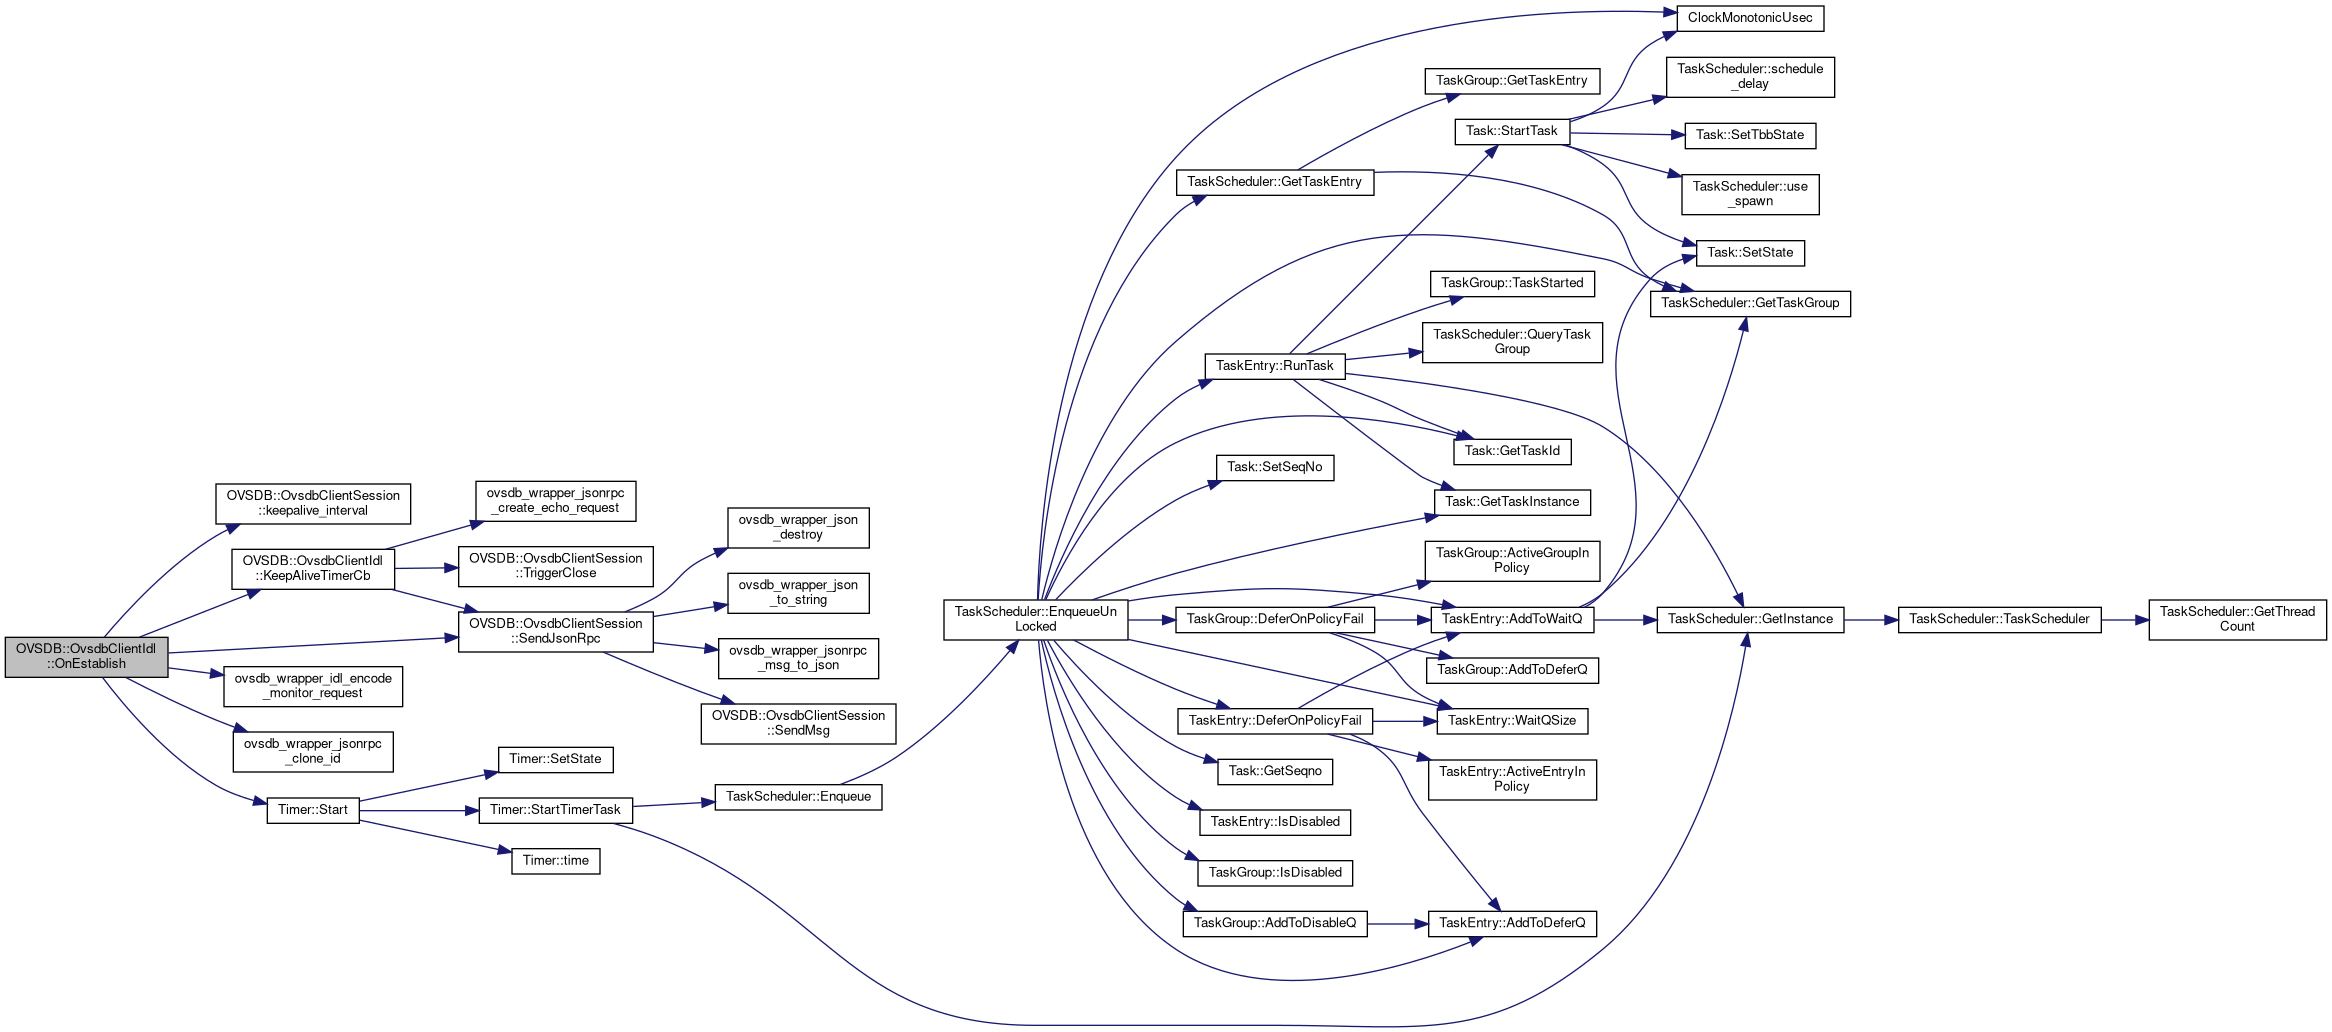 OVSDB::OvsdbClientIdl
::OnEstablish
OVSDB::OvsdbClientSession
::keepalive_interval
OVSDB::OvsdbClientIdl
::KeepAliveTimerCb
ovsdb_wrapper_idl_encode
_monitor_request
ovsdb_wrapper_jsonrpc
_clone_id
Timer::Start
ovsdb_wrapper_jsonrpc
_create_echo_request
OVSDB::OvsdbClientSession
::TriggerClose
OVSDB::OvsdbClientSession
::SendJsonRpc
Timer::SetState
Timer::StartTimerTask
Timer::time
ovsdb_wrapper_json
_destroy
ovsdb_wrapper_json
_to_string
ovsdb_wrapper_jsonrpc
_msg_to_json
OVSDB::OvsdbClientSession
::SendMsg
TaskScheduler::Enqueue
TaskScheduler::EnqueueUn
Locked
TaskScheduler::GetTaskEntry
TaskEntry::RunTask
Task::SetSeqNo
TaskGroup::DeferOnPolicyFail
TaskEntry::DeferOnPolicyFail
Task::GetSeqno
TaskEntry::IsDisabled
TaskGroup::IsDisabled
TaskGroup::AddToDisableQ
TaskGroup::GetTaskEntry
Task::StartTask
TaskGroup::TaskStarted
TaskScheduler::QueryTask
Group
Task::GetTaskId
Task::GetTaskInstance
TaskGroup::ActiveGroupIn
Policy
TaskEntry::AddToWaitQ
TaskGroup::AddToDeferQ
TaskEntry::WaitQSize
TaskEntry::ActiveEntryIn
Policy
TaskEntry::AddToDeferQ
ClockMonotonicUsec
TaskScheduler::schedule
_delay
Task::SetTbbState
TaskScheduler::use
_spawn
Task::SetState
TaskScheduler::GetTaskGroup
TaskScheduler::GetInstance
TaskScheduler::TaskScheduler
TaskScheduler::GetThread
Count